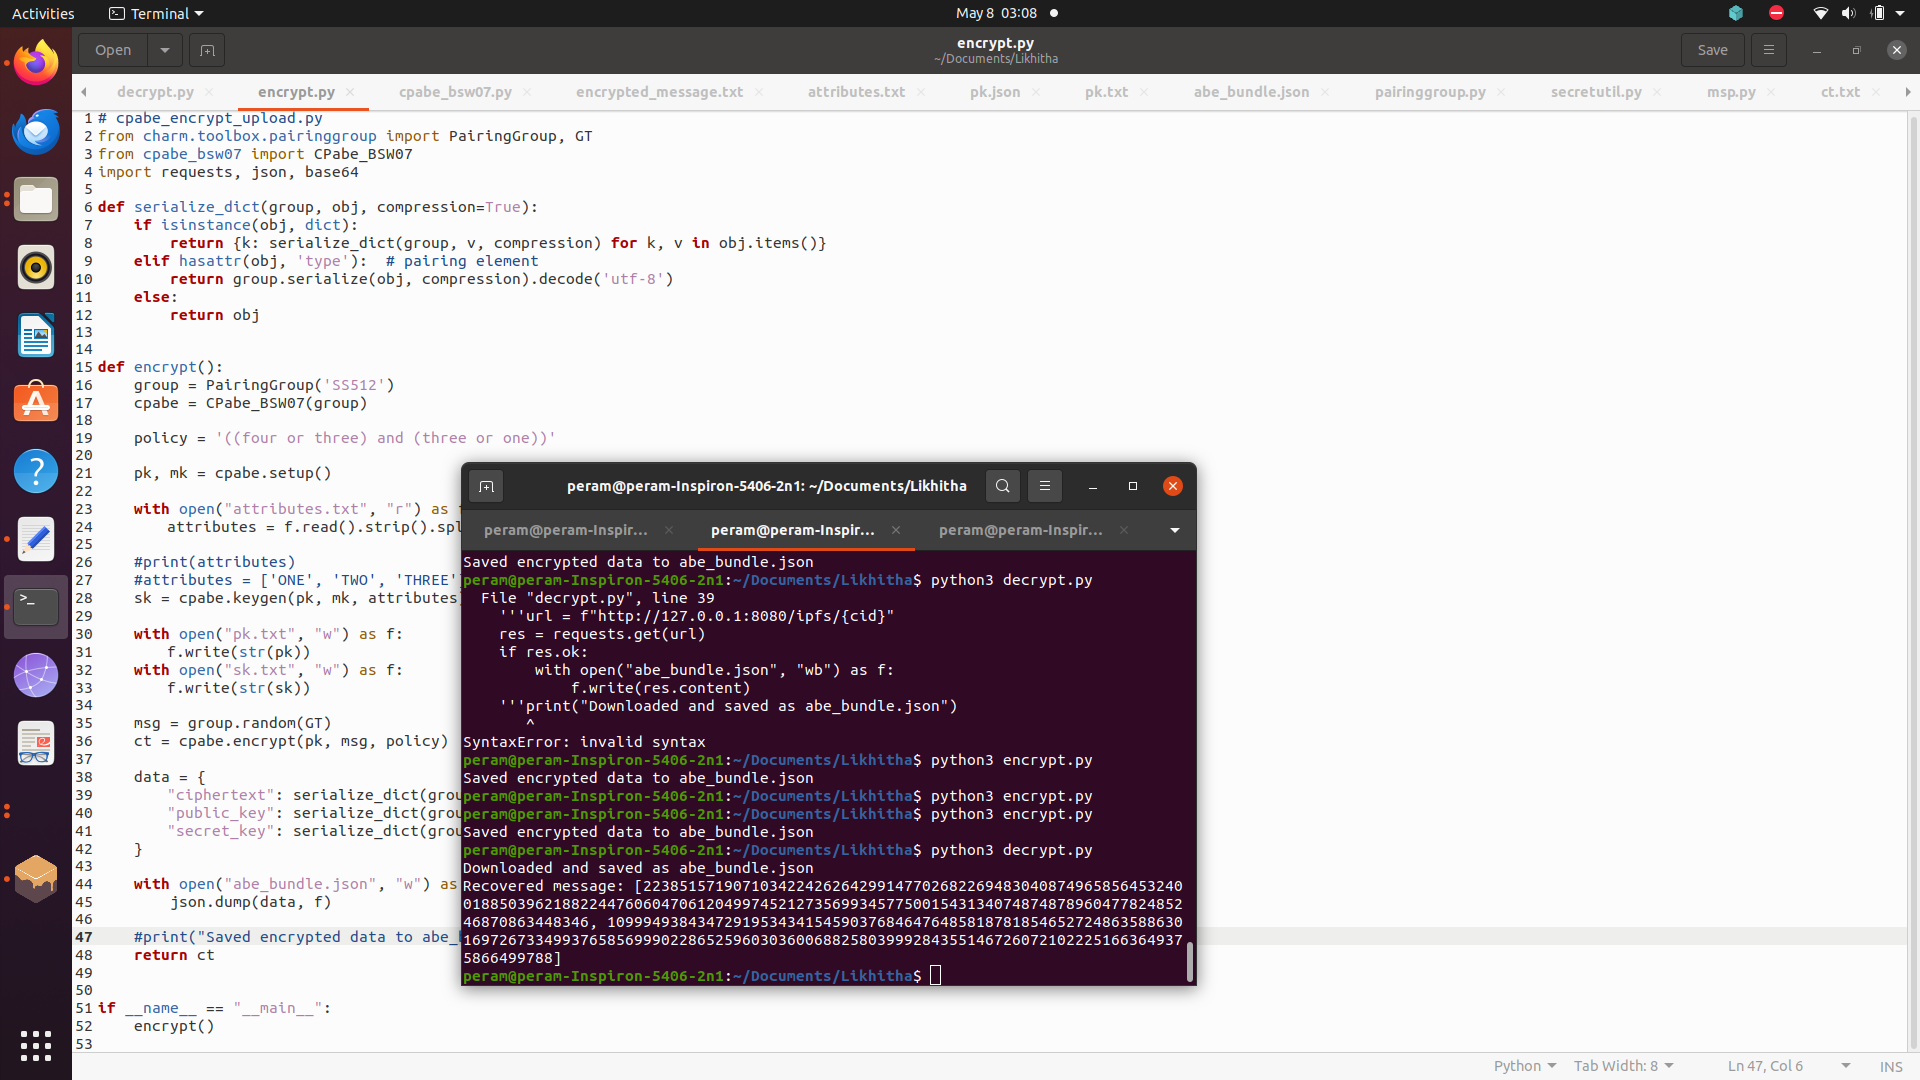 Activities
Terminal
May 8 03:08
Open
encrypt.py
~/Documents/Likhitha
Save
decrypt.py
encrypt.py
cpabe_bsw07.py
encrypted_message.txt
attributes.txt
pk.json
pk.txt
abe_bundle.json
pairinggroup.py
secretutil.py
msp.py
ct.txt
1 # cpabe_encrypt_upload.py
2 from charm.toolbox.pairinggroup import PairingGroup, GT
3 from cpabe_bsw07 import CPabe_BSW07
4 import requests, json, base64
5
6 def serialize_dict(group, obj, compression=True):
7     if isinstance(obj, dict):
8         return {k: serialize_dict(group, v, compression) for k, v in obj.items()}
9     elif hasattr(obj, 'type'):  # pairing element
10         return group.serialize(obj, compression).decode('utf-8')
11     else:
12         return obj
13
14
15 def encrypt():
16     group = PairingGroup('SS512')
17     cpabe = CPabe_BSW07(group)
18
19     policy = '((four or three) and (three or one))'
20
21     pk, mk = cpabe.setup()
22
23     with open("attributes.txt", "r") as
24         attributes = f.read().strip().spl
25
26     #print(attributes)
27     #attributes = ['ONE', 'TWO', 'THREE'
28     sk = cpabe.keygen(pk, mk, attributes
29
30     with open("pk.txt", "w") as f:
31         f.write(str(pk))
32     with open("sk.txt", "w") as f:
33         f.write(str(sk))
34
35     msg = group.random(GT)
36     ct = cpabe.encrypt(pk, msg, policy)
37
38     data = {
39         "ciphertext": serialize_dict(grou
40         "public_key": serialize_dict(grou
41         "secret_key": serialize_dict(grou
42     }
43
44     with open("abe_bundle.json", "w") as
45         json.dump(data, f)
46
47     #print("Saved encrypted data to abe_
48     return ct
49
50
51 if __name__ == "__main__":
52     encrypt()
53
peram@peram-Inspiron-5406-2n1: ~/Documents/Likhitha
peram@peram-Inspir...
peram@peram-Inspir...
peram@peram-Inspir...
Saved encrypted data to abe_bundle.json
peram@peram-Inspiron-5406-2n1:~/Documents/Likhitha$ python3 decrypt.py
  File "decrypt.py", line 39
    '''url = f"http://127.0.0.1:8080/ipfs/{cid}"
    res = requests.get(url)
    if res.ok:
        with open("abe_bundle.json", "wb") as f:
            f.write(res.content)
    '''print("Downloaded and saved as abe_bundle.json")
       ^
SyntaxError: invalid syntax
peram@peram-Inspiron-5406-2n1:~/Documents/Likhitha$ python3 encrypt.py
Saved encrypted data to abe_bundle.json
peram@peram-Inspiron-5406-2n1:~/Documents/Likhitha$ python3 encrypt.py
peram@peram-Inspiron-5406-2n1:~/Documents/Likhitha$ python3 encrypt.py
Saved encrypted data to abe_bundle.json
peram@peram-Inspiron-5406-2n1:~/Documents/Likhitha$ python3 decrypt.py
Downloaded and saved as abe_bundle.json
Recovered message: [223851571907103422426264299147702682269483040874965856453240
01885039621882244760604706120499745212735699345775001543134074874878960477824852
46870863448346, 1099949384347291953434154590376846476485818781854652724863588630
16972673349937658569990228652596030360068825803999284355146726072102225166364937
5866499788]
peram@peram-Inspiron-5406-2n1:~/Documents/Likhitha$
Python
Tab Width: 8
Ln 47, Col 6
INS